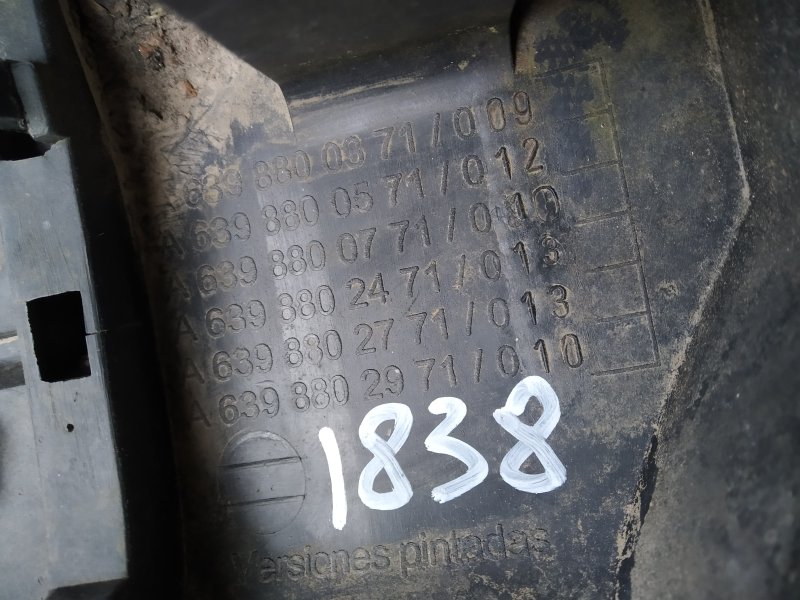 A 639 880 03 71 / 0 09
A 639 880 05 71 / 0 12
A 639 880 07 71 / 0 10
A 639 880 24 71 / 0 13
A 639 880 27 71 / 0 13
A 639 880 29 71 / 0 10
1838
Versiones pintadas